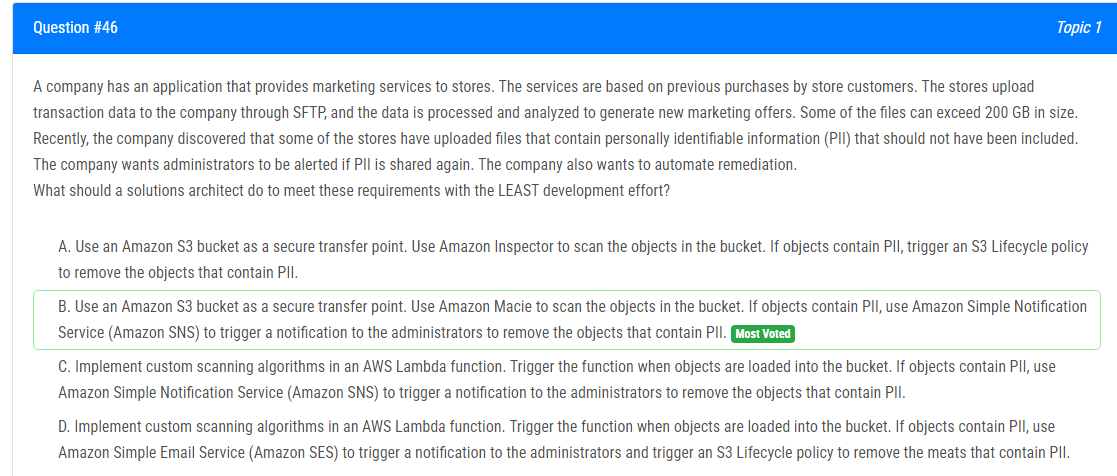 Question #46
Topic 1
A company has an application that provides marketing services to stores. The services are based on previous purchases by store customers. The stores upload
transaction data to the company through SFTP, and the data is processed and analyzed to generate new marketing offers. Some of the files can exceed 200 GB in size.
Recently, the company discovered that some of the stores have uploaded files that contain personally identifiable information (PII) that should not have been included.
The company wants administrators to be alerted if PII is shared again. The company also wants to automate remediation.
What should a solutions architect do to meet these requirements with the LEAST development effort?
A. Use an Amazon S3 bucket as a secure transfer point. Use Amazon Inspector to scan the objects in the bucket. If objects contain PII, trigger an S3 Lifecycle policy
to remove the objects that contain PII.
B. Use an Amazon S3 bucket as a secure transfer point. Use Amazon Macie to scan the objects in the bucket. If objects contain PII, use Amazon Simple Notification
Service (Amazon SNS) to trigger a notification to the administrators to remove the objects that contain PII. Most Voted
C. Implement custom scanning algorithms in an AWS Lambda function. Trigger the function when objects are loaded into the bucket. If objects contain PII, use
Amazon Simple Notification Service (Amazon SNS) to trigger a notification to the administrators to remove the objects that contain PII.
D. Implement custom scanning algorithms in an AWS Lambda function. Trigger the function when objects are loaded into the bucket. If objects contain PII, use
Amazon Simple Email Service (Amazon SES) to trigger a notification to the administrators and trigger an S3 Lifecycle policy to remove the meats that contain PII.